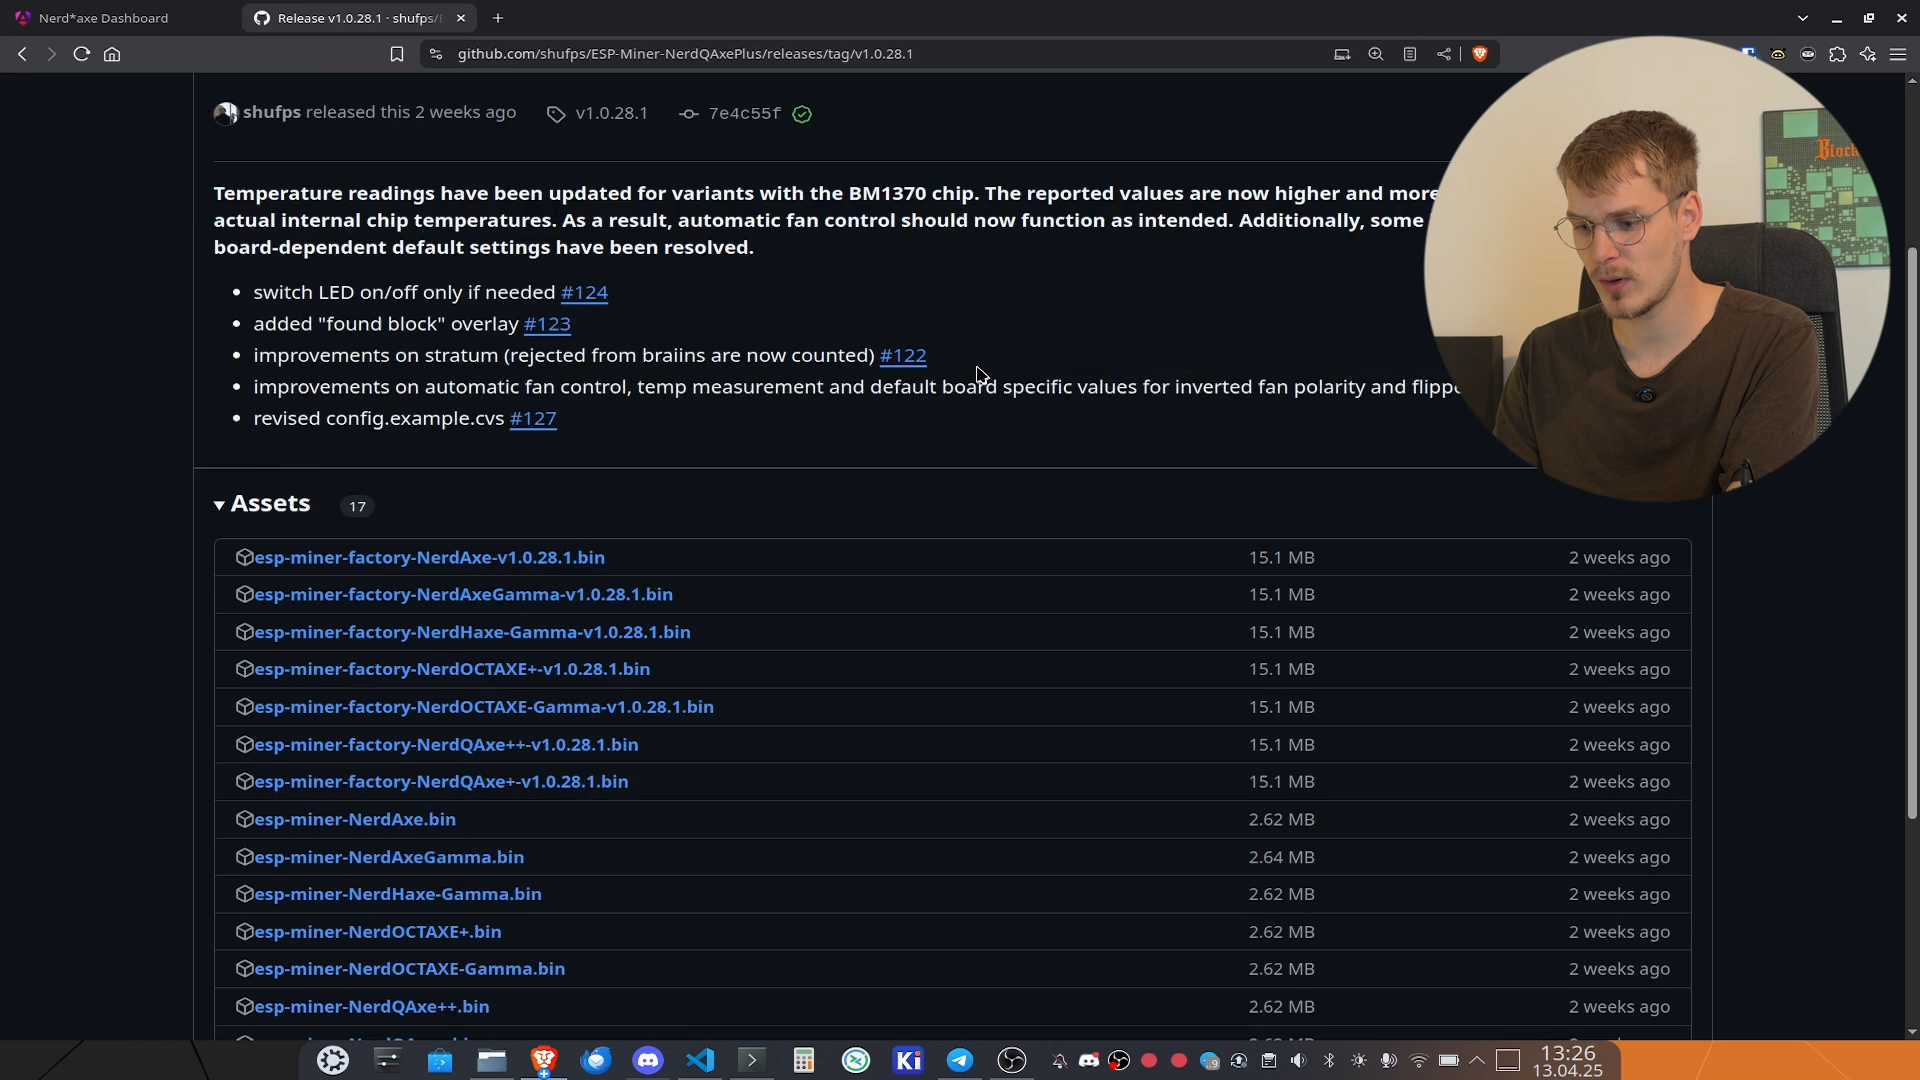 Nerd*axe Dashboard
Release v1.0.28.1 · shufps/E
github.com/shufps/ESP-Miner-NerdQAxePlus/releases/tag/v1.0.28.1
shufps released this 2 weeks ago
v1.0.28.1
7e4c55f
Temperature readings have been updated for variants with the BM1370 chip. The reported values are now higher and more
actual internal chip temperatures. As a result, automatic fan control should now function as intended. Additionally, some
board-dependent default settings have been resolved.
• switch LED on/off only if needed #124
• added "found block" overlay #123
• improvements on stratum (rejected from braiins are now counted) #122
• improvements on automatic fan control, temp measurement and default board specific values for inverted fan polarity and flipp
• revised config.example.cvs #127
Assets 17
esp-miner-factory-NerdAxe-v1.0.28.1.bin 15.1 MB 2 weeks ago
esp-miner-factory-NerdAxeGamma-v1.0.28.1.bin 15.1 MB 2 weeks ago
esp-miner-factory-NerdHaxe-Gamma-v1.0.28.1.bin 15.1 MB 2 weeks ago
esp-miner-factory-NerdOCTAXE+-v1.0.28.1.bin 15.1 MB 2 weeks ago
esp-miner-factory-NerdOCTAXE-Gamma-v1.0.28.1.bin 15.1 MB 2 weeks ago
esp-miner-factory-NerdQAxe++-v1.0.28.1.bin 15.1 MB 2 weeks ago
esp-miner-factory-NerdQAxe+-v1.0.28.1.bin 15.1 MB 2 weeks ago
esp-miner-NerdAxe.bin 2.62 MB 2 weeks ago
esp-miner-NerdAxeGamma.bin 2.64 MB 2 weeks ago
esp-miner-NerdHaxe-Gamma.bin 2.62 MB 2 weeks ago
esp-miner-NerdOCTAXE+.bin 2.62 MB 2 weeks ago
esp-miner-NerdOCTAXE-Gamma.bin 2.62 MB 2 weeks ago
esp-miner-NerdQAxe++.bin 2.62 MB 2 weeks ago
Block
Ki
13:26
13.04.25